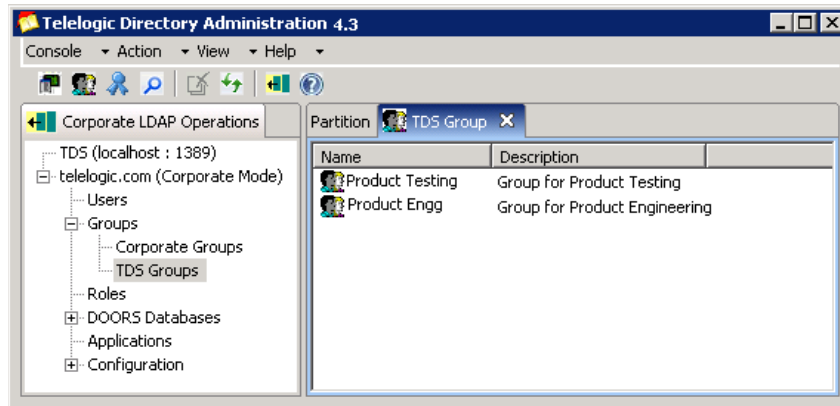 Telelogic Directory Administration 4.3
Console Action View Help
Corporate LDAP Operations
Partition TDS Group
TDS (localhost : 1389)
telelogic.com (Corporate Mode)
Users
Groups
Corporate Groups
TDS Groups
Roles
DOORS Databases
Applications
Configuration
Name Description
Product Testing Group for Product Testing
Product Engg Group for Product Engineering